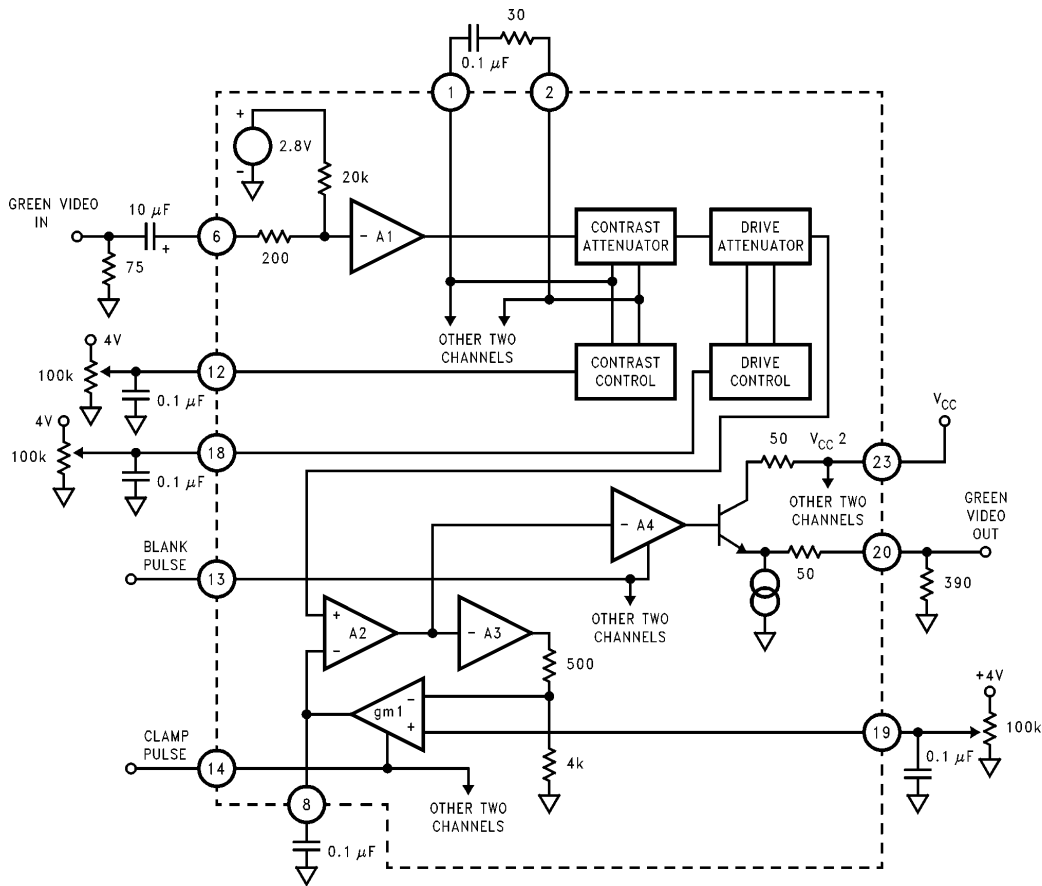 30
0.1 μF
1
2
+
2.8V
−
20k
GREEN VIDEO
IN
10 μF
+
6
200
75
− A1
CONTRAST
ATTENUATOR
DRIVE
ATTENUATOR
4V
100k
0.1 μF
12
OTHER TWO
CHANNELS
CONTRAST
CONTROL
DRIVE
CONTROL
4V
100k
0.1 μF
18
50
VCC 2
VCC
23
OTHER TWO
CHANNELS
GREEN
VIDEO
OUT
− A4
BLANK
PULSE
13
50
20
390
OTHER TWO
CHANNELS
+
A2
−
− A3
500
gm1
−
+
+4V
19
100k
0.1 μF
CLAMP
PULSE
14
4k
OTHER TWO
CHANNELS
8
0.1 μF